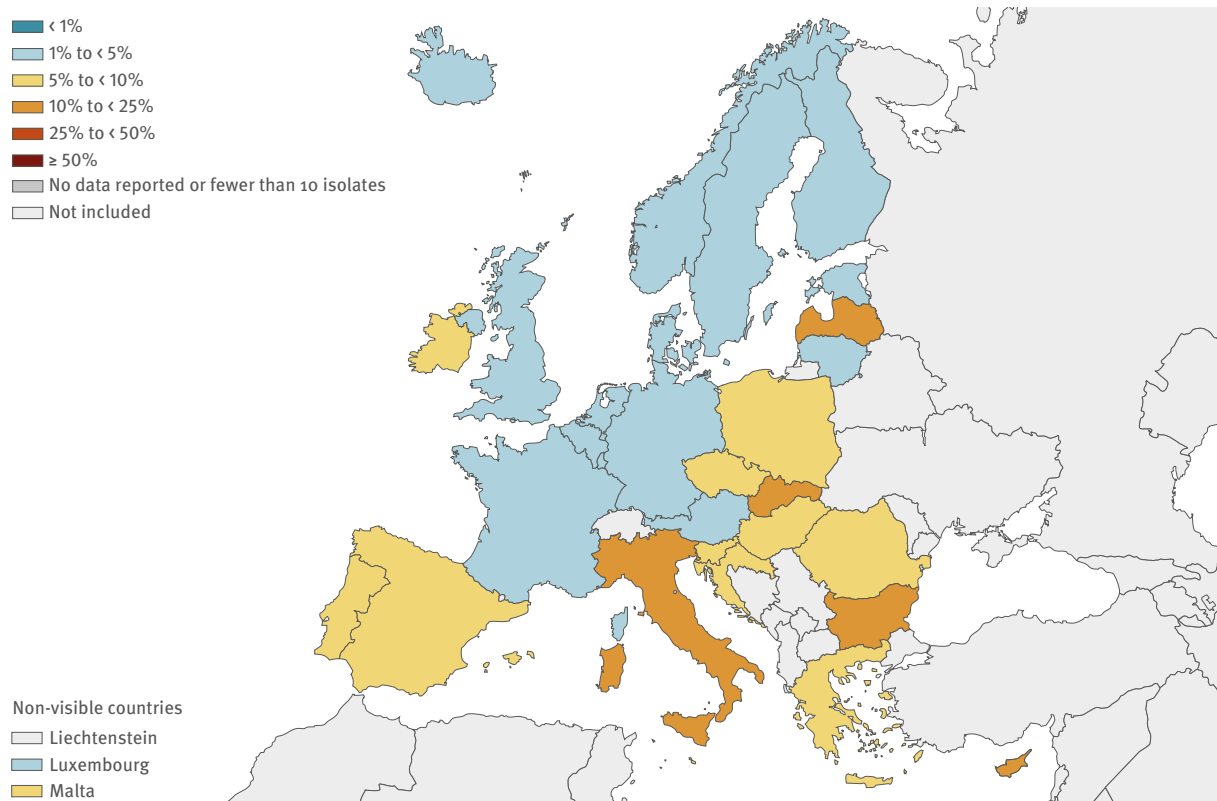 < 1%
1% to < 5%
5% to < 10%
10% to < 25%
25% to < 50%
≥ 50%
No data reported or fewer than 10 isolates
Not included
Non-visible countries
Liechtenstein
Luxembourg
Malta